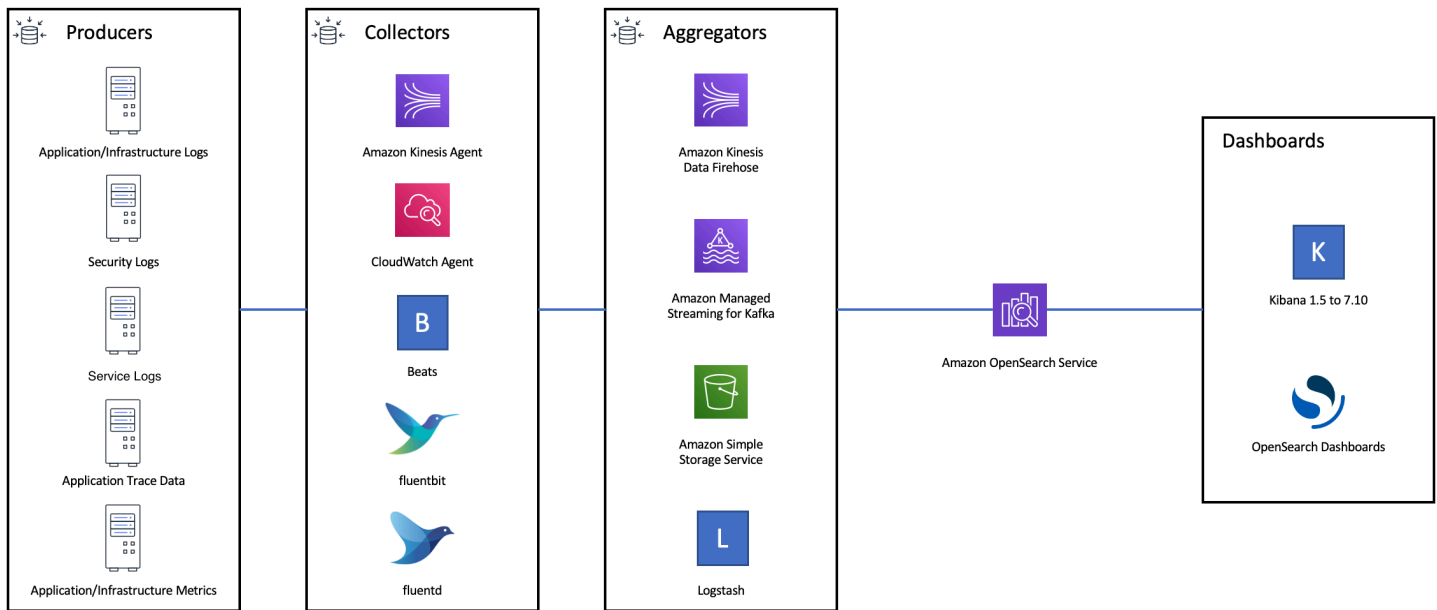 Producers
Application/Infrastructure Logs
Security Logs
Service Logs
Application Trace Data
Application/Infrastructure Metrics
Collectors
Amazon Kinesis Agent
CloudWatch Agent
B
Beats
fluentbit
fluentd
Aggregators
Amazon Kinesis
Data Firehose
K
Amazon Managed
Streaming for Kafka
Amazon Simple
Storage Service
L
Logstash
Amazon OpenSearch Service
Dashboards
K
Kibana 1.5 to 7.10
OpenSearch Dashboards